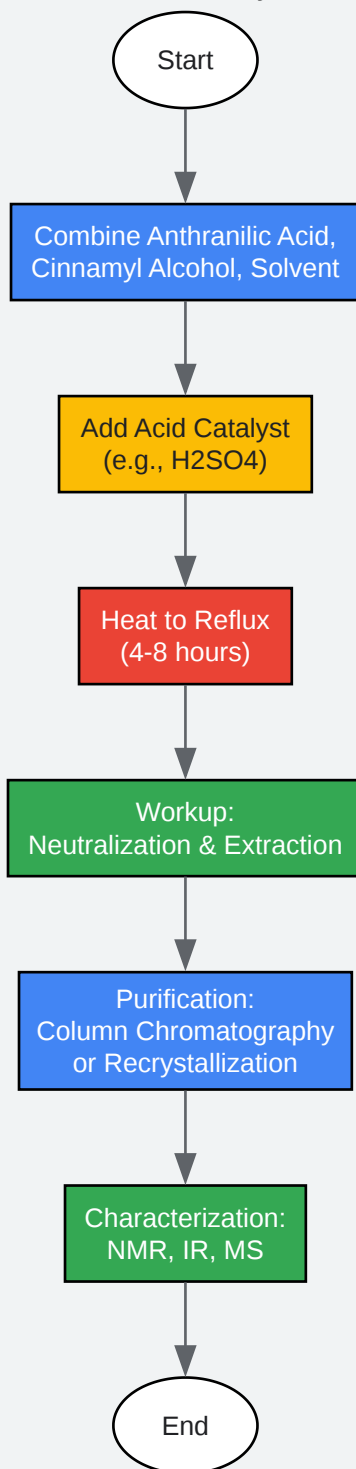 Start
Combine Anthranilic Acid,
Cinnamyl Alcohol, Solvent
Add Acid Catalyst
(e.g., H2SO4)
Heat to Reflux
(4-8 hours)
Workup:
Neutralization & Extraction
Purification:
Column Chromatography
or Recrystallization
Characterization:
NMR, IR, MS
End